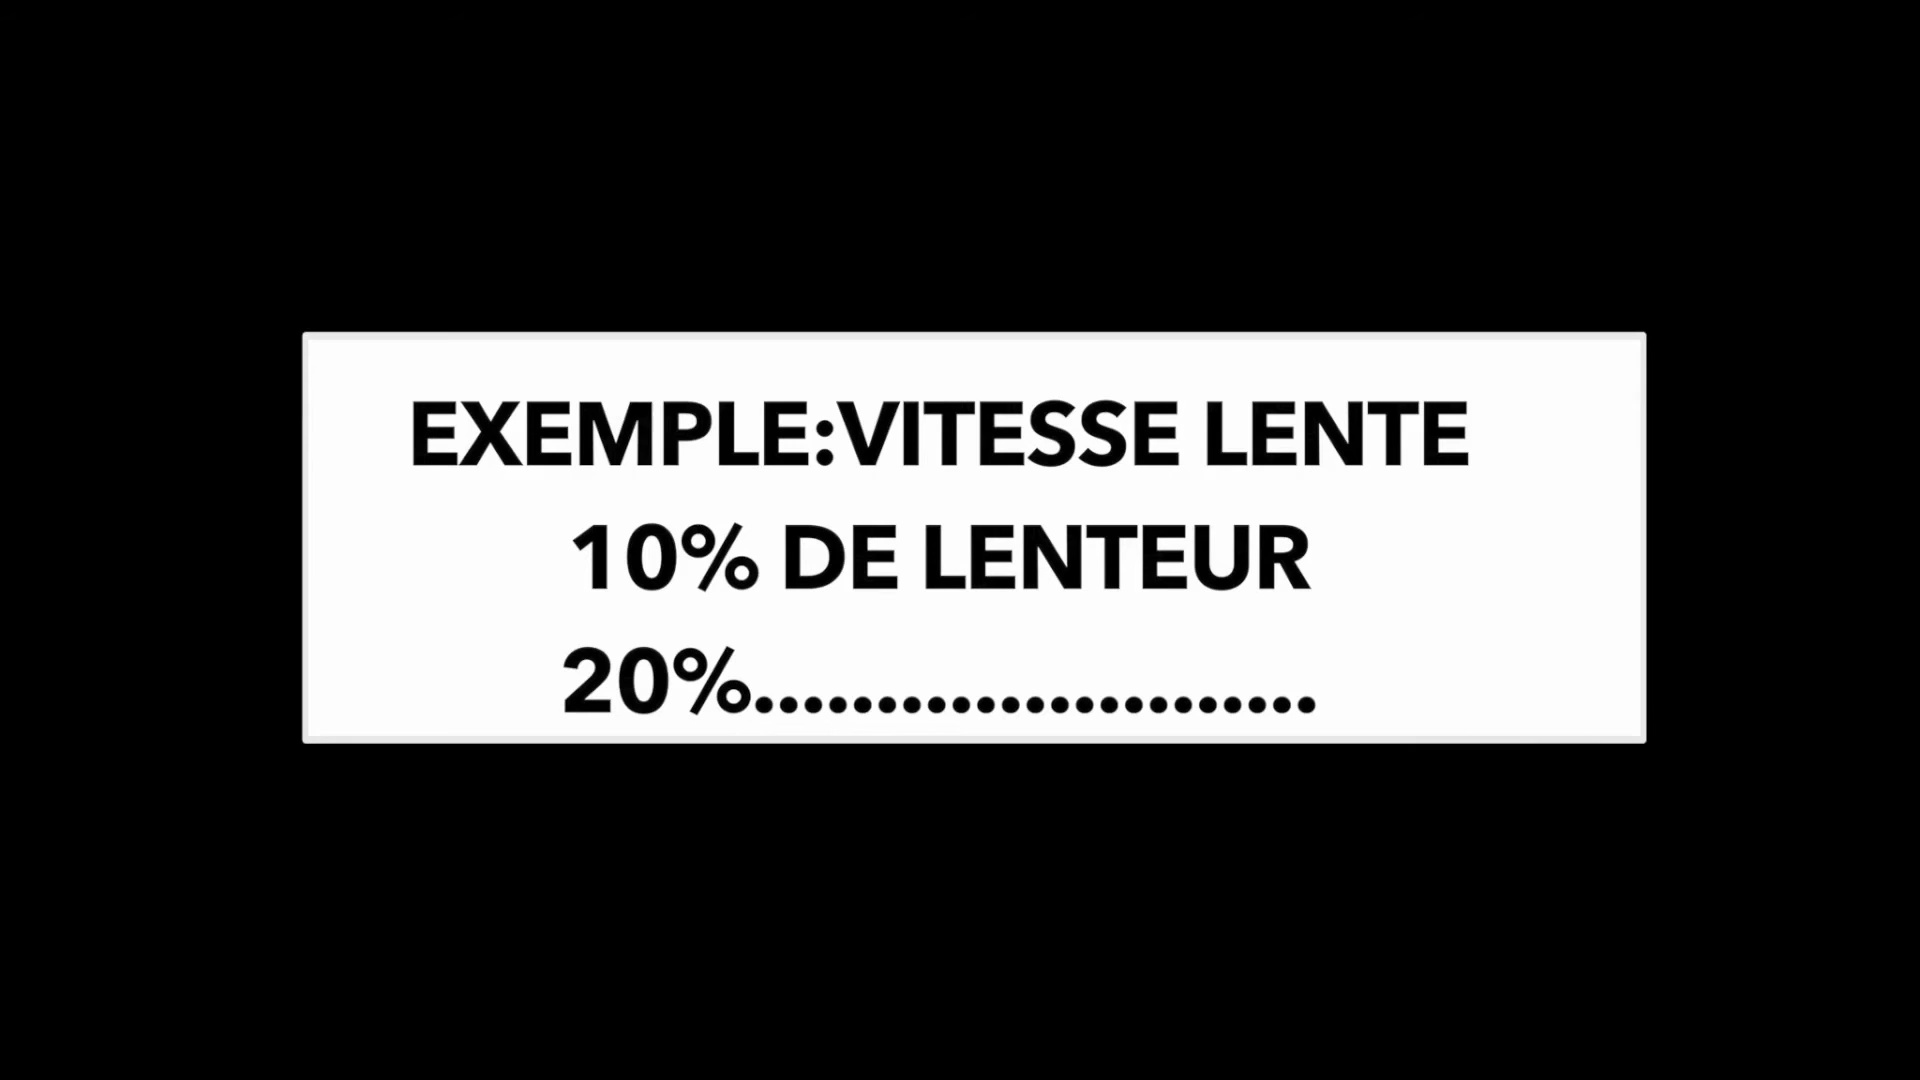 EXEMPLE:VITESSE LENTE
10% DE LENTEUR
20%.......................